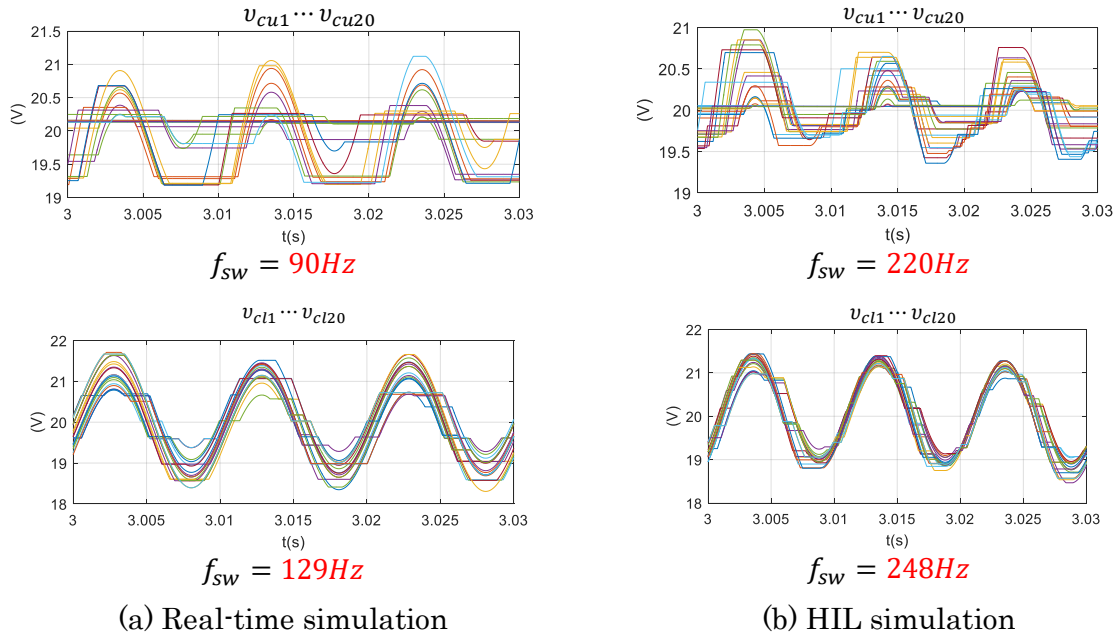 v_cu1 ⋯ v_cu20
21.5
21
20.5
20
19.5
19
(V)
3 3.005 3.01 3.015 3.02 3.025 3.03
t(s)
f_sw = 90Hz
v_cu1 ⋯ v_cu20
21
20.5
20
19.5
19
(V)
3 3.005 3.01 3.015 3.02 3.025 3.03
t(s)
f_sw = 220Hz
v_cl1 ⋯ v_cl20
22
21
20
19
18
(V)
3 3.005 3.01 3.015 3.02 3.025 3.03
t(s)
f_sw = 129Hz
v_cl1 ⋯ v_cl20
22
21
20
19
18
(V)
3 3.005 3.01 3.015 3.02 3.025 3.03
t(s)
f_sw = 248Hz
(a) Real-time simulation
(b) HIL simulation